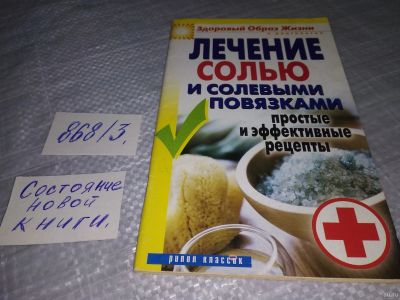 Здоровый Образ Жизни
ЛЕЧЕНИЕ
СОЛЬЮ
И СОЛЕВЫМИ
ПОВЯЗКАМИ
простые
и эффективные
рецепты
рипол классик
868/3.
Состояние
новой
книги.